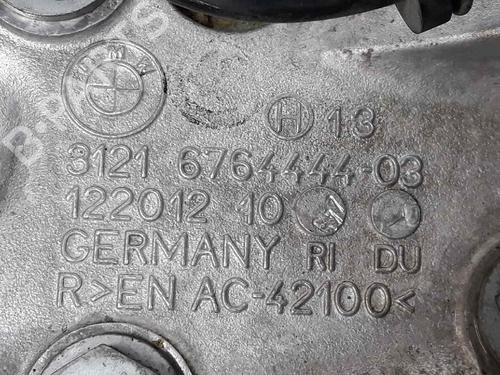 BMW
H 13
3121 6764444-03
122012 10
GERMANY RI DU
R>EN AC-42100<